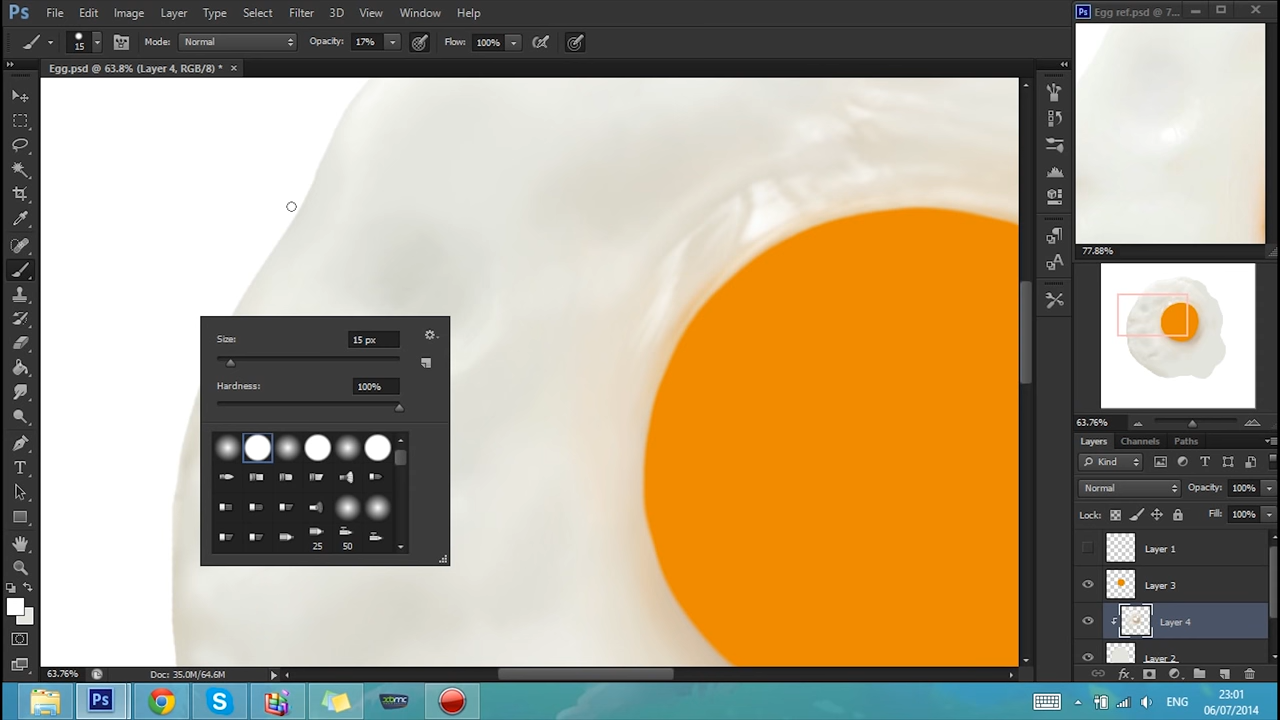 Ps File Edit Image Layer Type Select Filter 3D View Window Help
Ps Egg ref.psd @ 7...
15 Mode: Normal Opacity: 17% Flow: 100%
Egg.psd @ 63.8% (Layer 4, RGB/8) * ×
77.88%
Size: 15 px
Hardness: 100%
25 50
63.76%
Layers Channels Paths
Kind
Normal Opacity: 100%
Lock: Fill: 100%
Layer 1
Layer 3
Layer 4
Layer 2
63.76% Doc: 35.0M/64.6M
Ps S ENG 23:01
06/07/2014